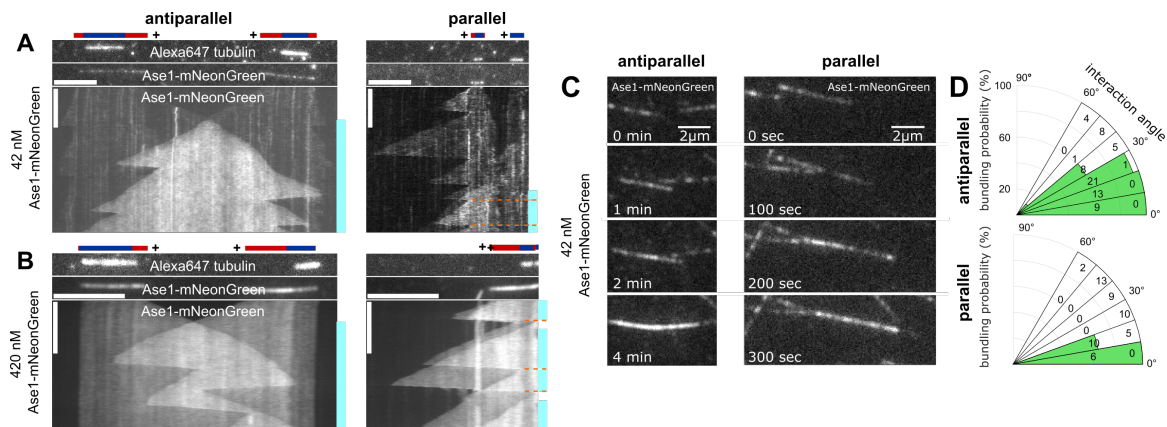 antiparallel
parallel
A
+ +
+ +
Alexa647 tubulin
Ase1-mNeonGreen
Ase1-mNeonGreen
42 nM
Ase1-mNeonGreen
B
+ +
++
Alexa647 tubulin
Ase1-mNeonGreen
Ase1-mNeonGreen
420 nM
Ase1-mNeonGreen
C
antiparallel
parallel
42 nM
Ase1-mNeonGreen
Ase1-mNeonGreen
2µm
0 min
1 min
2 min
4 min
Ase1-mNeonGreen
2µm
0 sec
100 sec
200 sec
300 sec
D
antiparallel
bundling probability (%)
100
60
20
90°
60°
30°
0°
interaction angle
4
0 8
1 5
8 1
21 0
13
9
parallel
bundling probability (%)
90°
60°
30°
0°
2
0 13
0 9
0 10
0 5
10 0
6